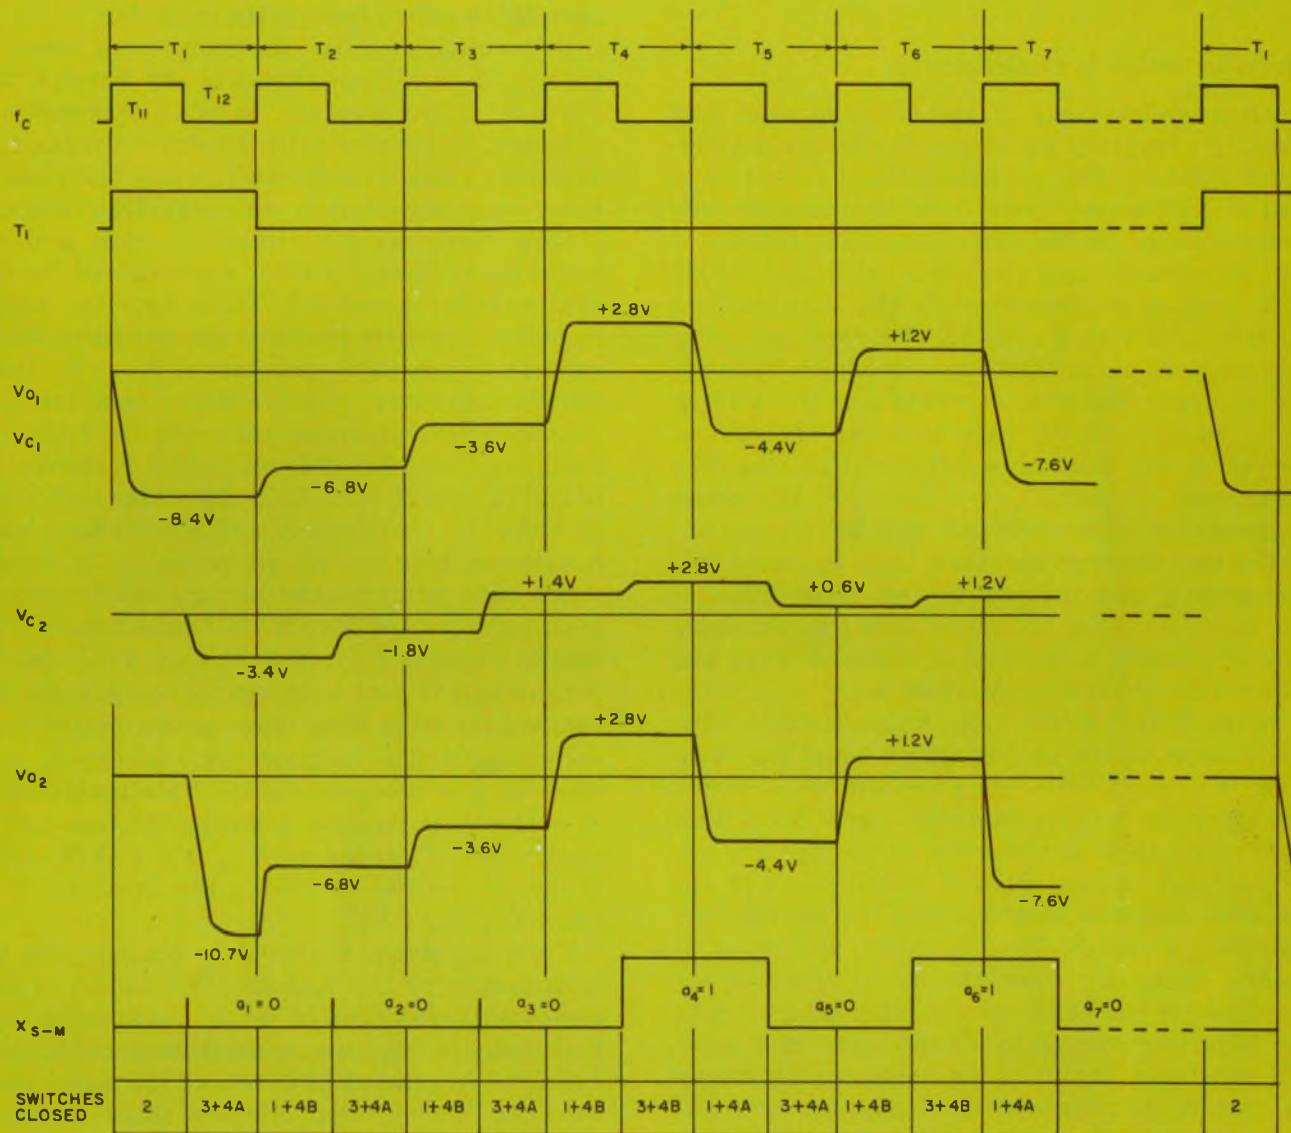 T1 T2 T3 T4 T5 T6 T7 T1
fC T11 T12
T1
+2.8V +1.2V
VO1
VC1 -3.6V -4.4V -7.6V
-6.8V
-8.4V
+1.4V +2.8V +0.6V +1.2V
VC2
-3.4V -1.8V
+2.8V +1.2V
VO2
-3.6V -4.4V
-6.8V -7.6V
-10.7V
a1=0 a2=0 a3=0 a4=1 a5=0 a6=1 a7=0
XS-M
SWITCHES CLOSED 2 3+4A 1+4B 3+4A 1+4B 3+4A 1+4B 3+4B 1+4A 3+4A 1+4B 3+4B 1+4A 2